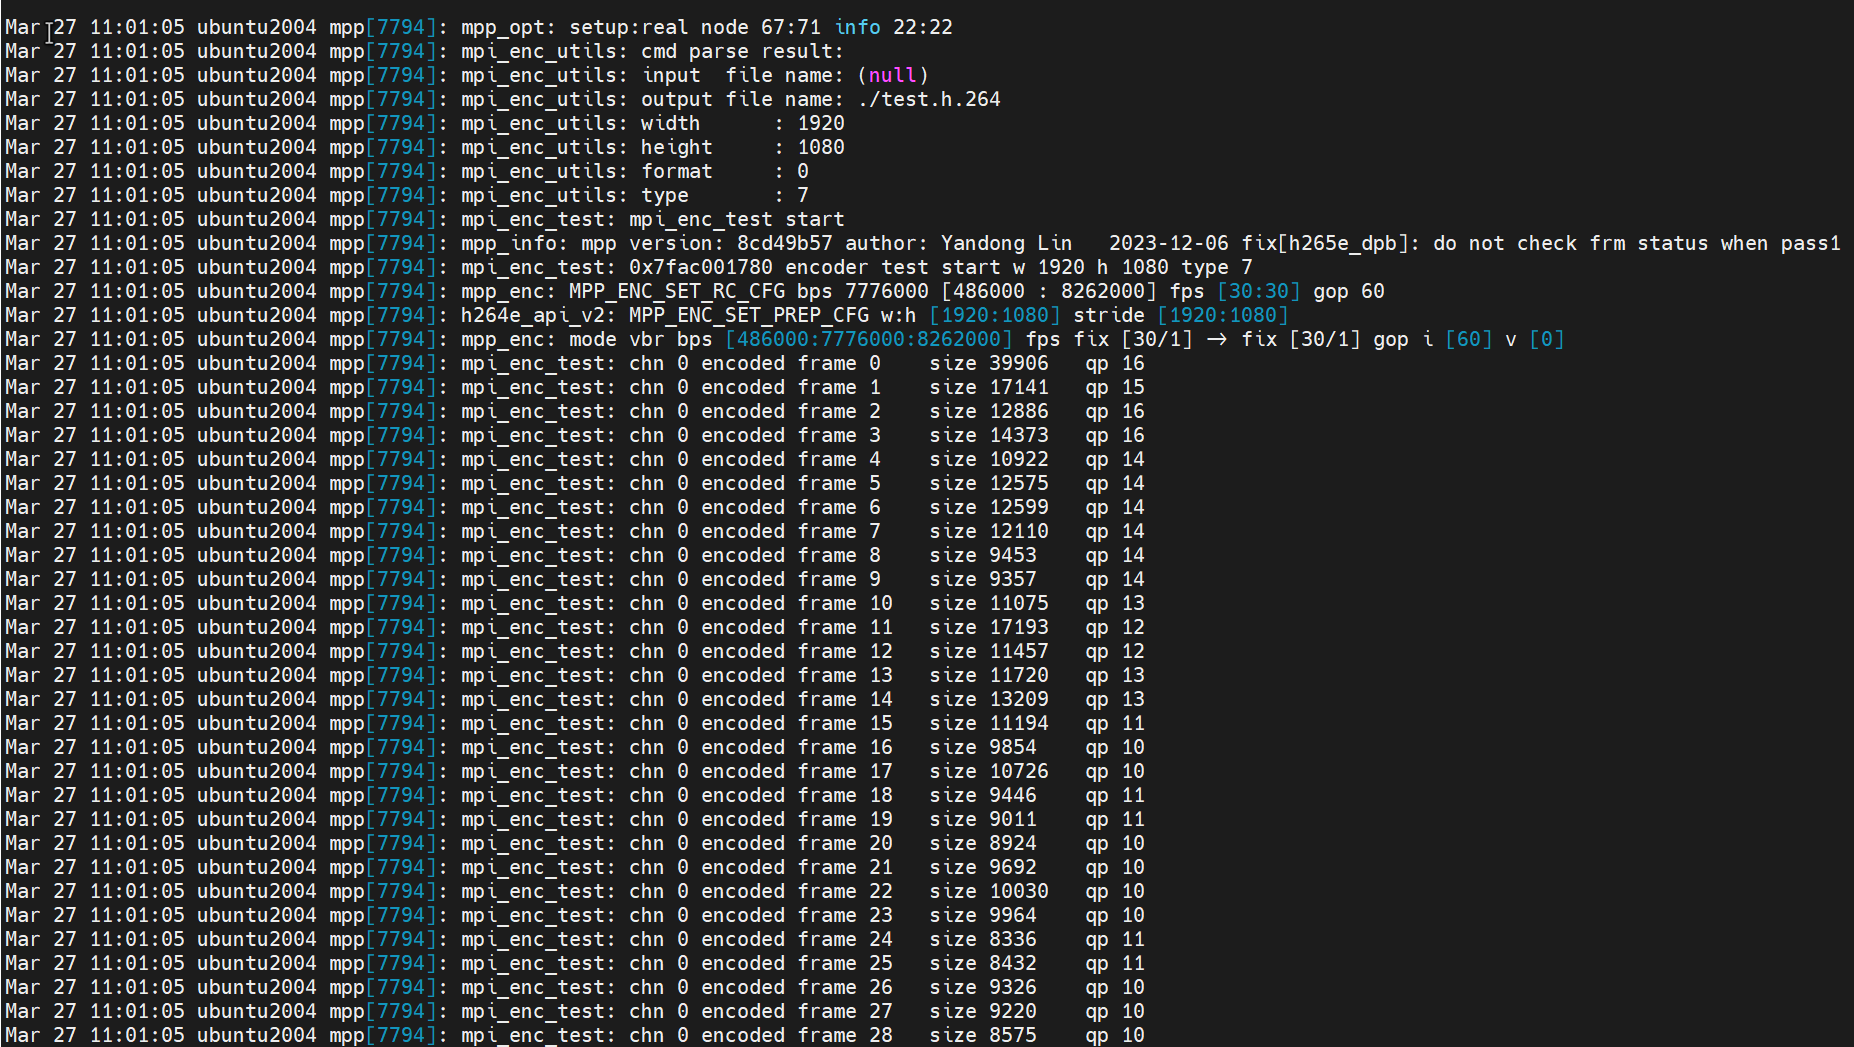 Mar 27 11:01:05 ubuntu2004 mpp[7794]: mpp_opt: setup:real node 67:71 info 22:22
Mar 27 11:01:05 ubuntu2004 mpp[7794]: mpi_enc_utils: cmd parse result:
Mar 27 11:01:05 ubuntu2004 mpp[7794]: mpi_enc_utils: input  file name: (null)
Mar 27 11:01:05 ubuntu2004 mpp[7794]: mpi_enc_utils: output file name: ./test.h.264
Mar 27 11:01:05 ubuntu2004 mpp[7794]: mpi_enc_utils: width      : 1920
Mar 27 11:01:05 ubuntu2004 mpp[7794]: mpi_enc_utils: height     : 1080
Mar 27 11:01:05 ubuntu2004 mpp[7794]: mpi_enc_utils: format     : 0
Mar 27 11:01:05 ubuntu2004 mpp[7794]: mpi_enc_utils: type       : 7
Mar 27 11:01:05 ubuntu2004 mpp[7794]: mpi_enc_test: mpi_enc_test start
Mar 27 11:01:05 ubuntu2004 mpp[7794]: mpp_info: mpp version: 8cd49b57 author: Yandong Lin   2023-12-06 fix[h265e_dpb]: do not check frm status when pass1
Mar 27 11:01:05 ubuntu2004 mpp[7794]: mpi_enc_test: 0x7fac001780 encoder test start w 1920 h 1080 type 7
Mar 27 11:01:05 ubuntu2004 mpp[7794]: mpp_enc: MPP_ENC_SET_RC_CFG bps 7776000 [486000 : 8262000] fps [30:30] gop 60
Mar 27 11:01:05 ubuntu2004 mpp[7794]: h264e_api_v2: MPP_ENC_SET_PREP_CFG w:h [1920:1080] stride [1920:1080]
Mar 27 11:01:05 ubuntu2004 mpp[7794]: mpp_enc: mode vbr bps [486000:7776000:8262000] fps fix [30/1] -> fix [30/1] gop i [60] v [0]
Mar 27 11:01:05 ubuntu2004 mpp[7794]: mpi_enc_test: chn 0 encoded frame 0    size 39906   qp 16
Mar 27 11:01:05 ubuntu2004 mpp[7794]: mpi_enc_test: chn 0 encoded frame 1    size 17141   qp 15
Mar 27 11:01:05 ubuntu2004 mpp[7794]: mpi_enc_test: chn 0 encoded frame 2    size 12886   qp 16
Mar 27 11:01:05 ubuntu2004 mpp[7794]: mpi_enc_test: chn 0 encoded frame 3    size 14373   qp 16
Mar 27 11:01:05 ubuntu2004 mpp[7794]: mpi_enc_test: chn 0 encoded frame 4    size 10922   qp 14
Mar 27 11:01:05 ubuntu2004 mpp[7794]: mpi_enc_test: chn 0 encoded frame 5    size 12575   qp 14
Mar 27 11:01:05 ubuntu2004 mpp[7794]: mpi_enc_test: chn 0 encoded frame 6    size 12599   qp 14
Mar 27 11:01:05 ubuntu2004 mpp[7794]: mpi_enc_test: chn 0 encoded frame 7    size 12110   qp 14
Mar 27 11:01:05 ubuntu2004 mpp[7794]: mpi_enc_test: chn 0 encoded frame 8    size 9453    qp 14
Mar 27 11:01:05 ubuntu2004 mpp[7794]: mpi_enc_test: chn 0 encoded frame 9    size 9357    qp 14
Mar 27 11:01:05 ubuntu2004 mpp[7794]: mpi_enc_test: chn 0 encoded frame 10   size 11075   qp 13
Mar 27 11:01:05 ubuntu2004 mpp[7794]: mpi_enc_test: chn 0 encoded frame 11   size 17193   qp 12
Mar 27 11:01:05 ubuntu2004 mpp[7794]: mpi_enc_test: chn 0 encoded frame 12   size 11457   qp 12
Mar 27 11:01:05 ubuntu2004 mpp[7794]: mpi_enc_test: chn 0 encoded frame 13   size 11720   qp 13
Mar 27 11:01:05 ubuntu2004 mpp[7794]: mpi_enc_test: chn 0 encoded frame 14   size 13209   qp 13
Mar 27 11:01:05 ubuntu2004 mpp[7794]: mpi_enc_test: chn 0 encoded frame 15   size 11194   qp 11
Mar 27 11:01:05 ubuntu2004 mpp[7794]: mpi_enc_test: chn 0 encoded frame 16   size 9854    qp 10
Mar 27 11:01:05 ubuntu2004 mpp[7794]: mpi_enc_test: chn 0 encoded frame 17   size 10726   qp 10
Mar 27 11:01:05 ubuntu2004 mpp[7794]: mpi_enc_test: chn 0 encoded frame 18   size 9446    qp 11
Mar 27 11:01:05 ubuntu2004 mpp[7794]: mpi_enc_test: chn 0 encoded frame 19   size 9011    qp 11
Mar 27 11:01:05 ubuntu2004 mpp[7794]: mpi_enc_test: chn 0 encoded frame 20   size 8924    qp 10
Mar 27 11:01:05 ubuntu2004 mpp[7794]: mpi_enc_test: chn 0 encoded frame 21   size 9692    qp 10
Mar 27 11:01:05 ubuntu2004 mpp[7794]: mpi_enc_test: chn 0 encoded frame 22   size 10030   qp 10
Mar 27 11:01:05 ubuntu2004 mpp[7794]: mpi_enc_test: chn 0 encoded frame 23   size 9964    qp 10
Mar 27 11:01:05 ubuntu2004 mpp[7794]: mpi_enc_test: chn 0 encoded frame 24   size 8336    qp 11
Mar 27 11:01:05 ubuntu2004 mpp[7794]: mpi_enc_test: chn 0 encoded frame 25   size 8432    qp 11
Mar 27 11:01:05 ubuntu2004 mpp[7794]: mpi_enc_test: chn 0 encoded frame 26   size 9326    qp 10
Mar 27 11:01:05 ubuntu2004 mpp[7794]: mpi_enc_test: chn 0 encoded frame 27   size 9220    qp 10
Mar 27 11:01:05 ubuntu2004 mpp[7794]: mpi_enc_test: chn 0 encoded frame 28   size 8575    qp 10